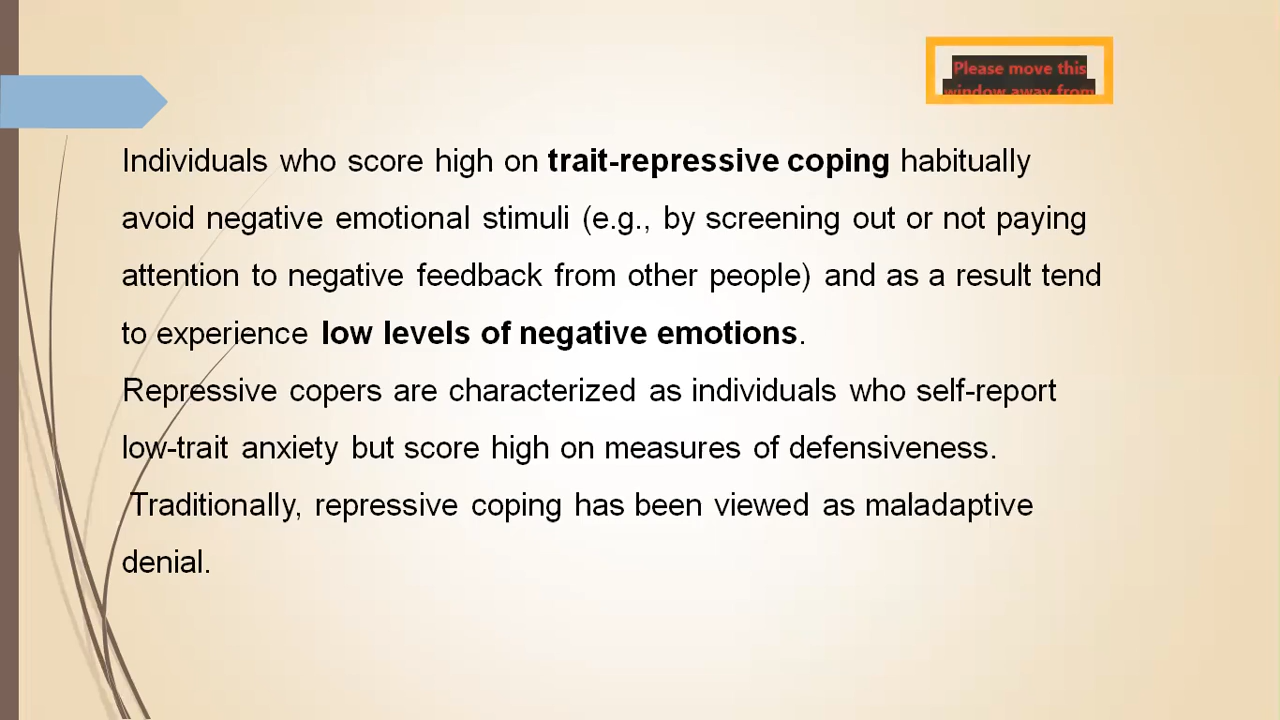 Please move this
window away from
Individuals who score high on trait-repressive coping habitually
avoid negative emotional stimuli (e.g., by screening out or not paying
attention to negative feedback from other people) and as a result tend
to experience low levels of negative emotions.
Repressive copers are characterized as individuals who self-report
low-trait anxiety but score high on measures of defensiveness.
Traditionally, repressive coping has been viewed as maladaptive
denial.